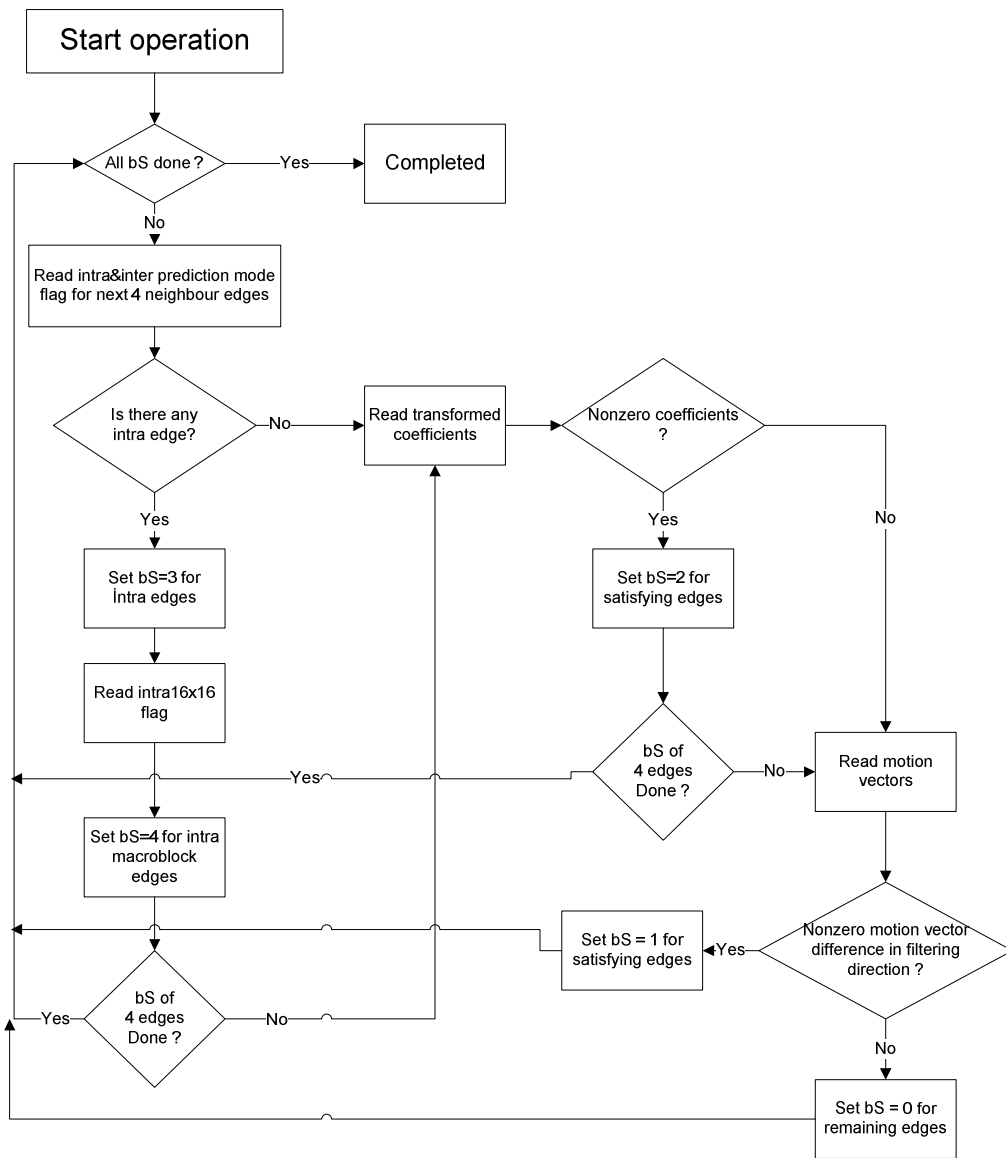 Start operation
All bS done ?
Yes
Completed
No
Read intra&inter prediction mode
flag for next 4 neighbour edges
Is there any
intra edge?
No
Read transformed
coefficients
Nonzero coefficients
?
No
Yes
Yes
Set bS=3 for
İntra edges
Set bS=2 for
satisfying edges
Read intra16x16
flag
bS of
4 edges
Done ?
Yes
No
Read motion
vectors
Set bS=4 for intra
macroblock
edges
Nonzero motion vector
difference in filtering
direction ?
Yes
Set bS = 1 for
satisfying edges
bS of
4 edges
Done ?
Yes
No
No
Set bS = 0 for
remaining edges